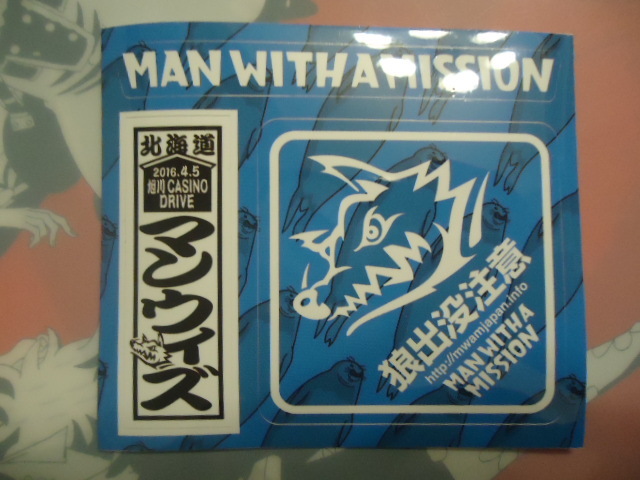 MAN WITH A MISSION
北海道
2016.4.5
旭川 CASINO
DRIVE
マンウィズ
狼出没注意
http://mwamjapan.info
MAN WITH A
MISSION